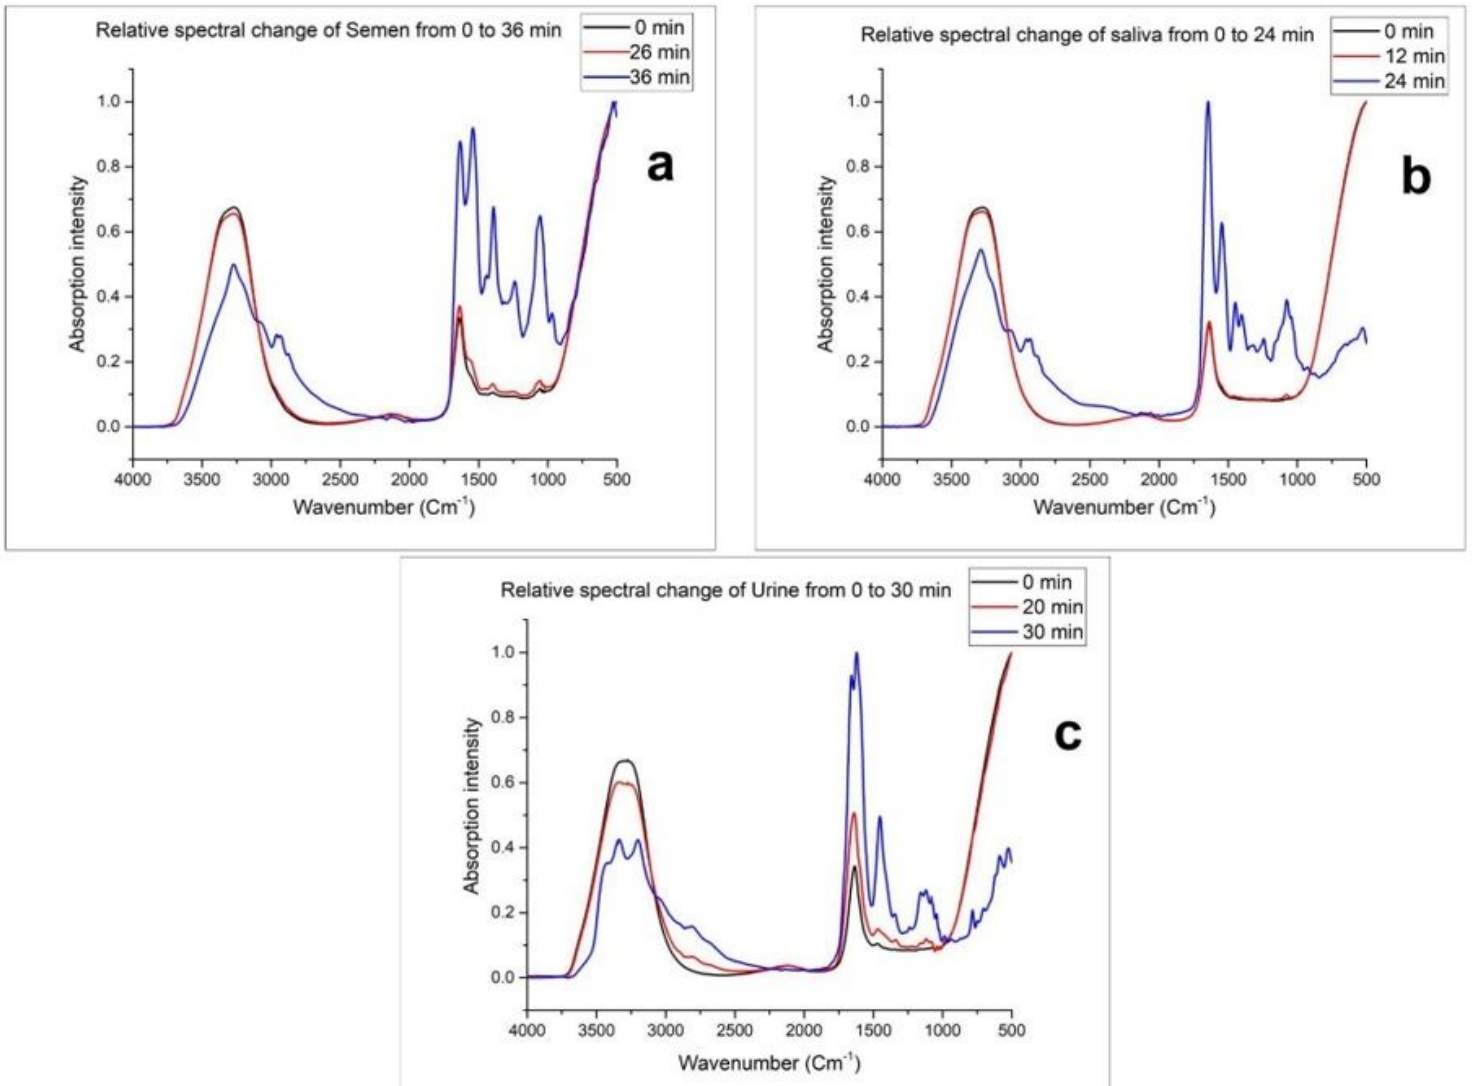 Relative spectral change of Semen from 0 to 36 min
0 min
26 min
36 min
a
1.0
0.8
0.6
0.4
0.2
0.0
Absorption intensity
4000 3500 3000 2500 2000 1500 1000 500
Wavenumber (Cm⁻¹)
Relative spectral change of saliva from 0 to 24 min
0 min
12 min
24 min
b
1.0
0.8
0.6
0.4
0.2
0.0
Absorption intensity
4000 3500 3000 2500 2000 1500 1000 500
Wavenumber (Cm⁻¹)
Relative spectral change of Urine from 0 to 30 min
0 min
20 min
30 min
c
1.0
0.8
0.6
0.4
0.2
0.0
Absorption intensity
4000 3500 3000 2500 2000 1500 1000 500
Wavenumber (Cm⁻¹)